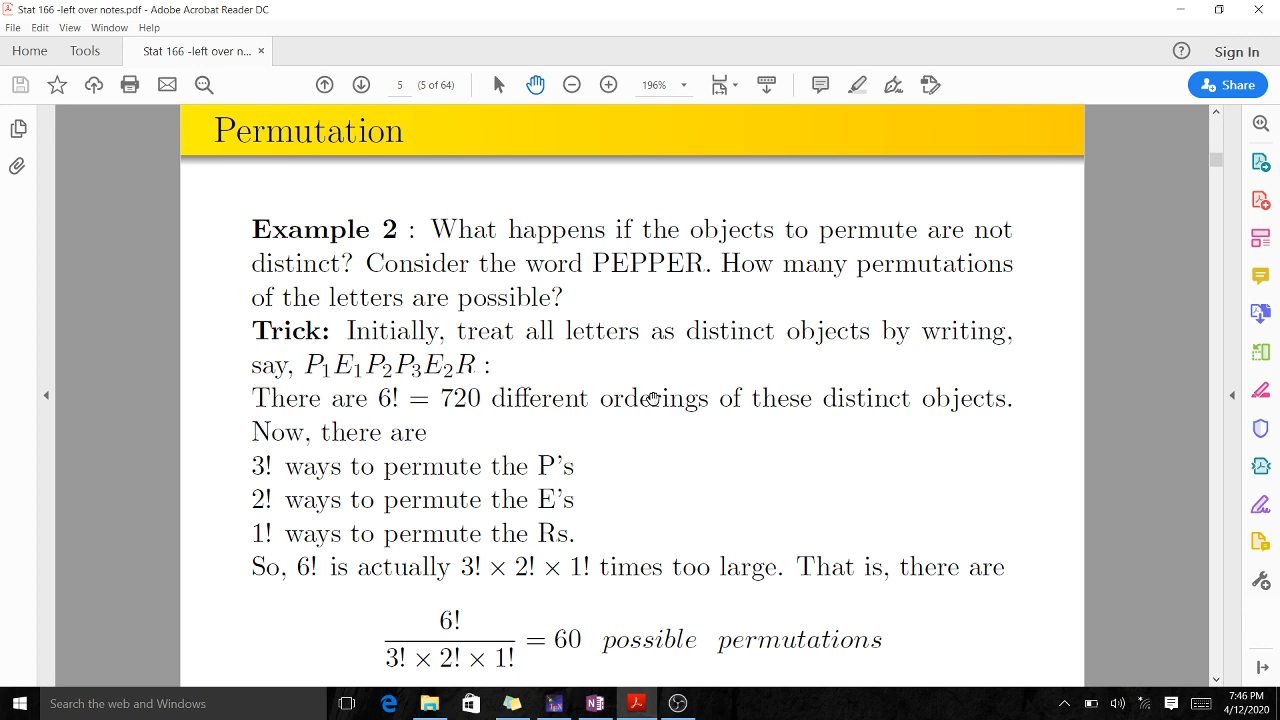 Stat 166 -left over notes.pdf - Adobe Acrobat Reader DC
File Edit View Window Help
Home Tools Stat 166 -left over n... × Sign In
5 (5 of 64) 196% Share
Permutation
Example 2 : What happens if the objects to permute are not
distinct? Consider the word PEPPER. How many permutations
of the letters are possible?
Trick: Initially, treat all letters as distinct objects by writing,
say, P₁E₁P₂P₃E₂R :
There are 6! = 720 different orderings of these distinct objects.
Now, there are
3! ways to permute the P's
2! ways to permute the E's
1! ways to permute the Rs.
So, 6! is actually 3! × 2! × 1! times too large. That is, there are
6!
3! × 2! × 1! = 60 possible permutations
Search the web and Windows
7:46 PM
4/12/2020